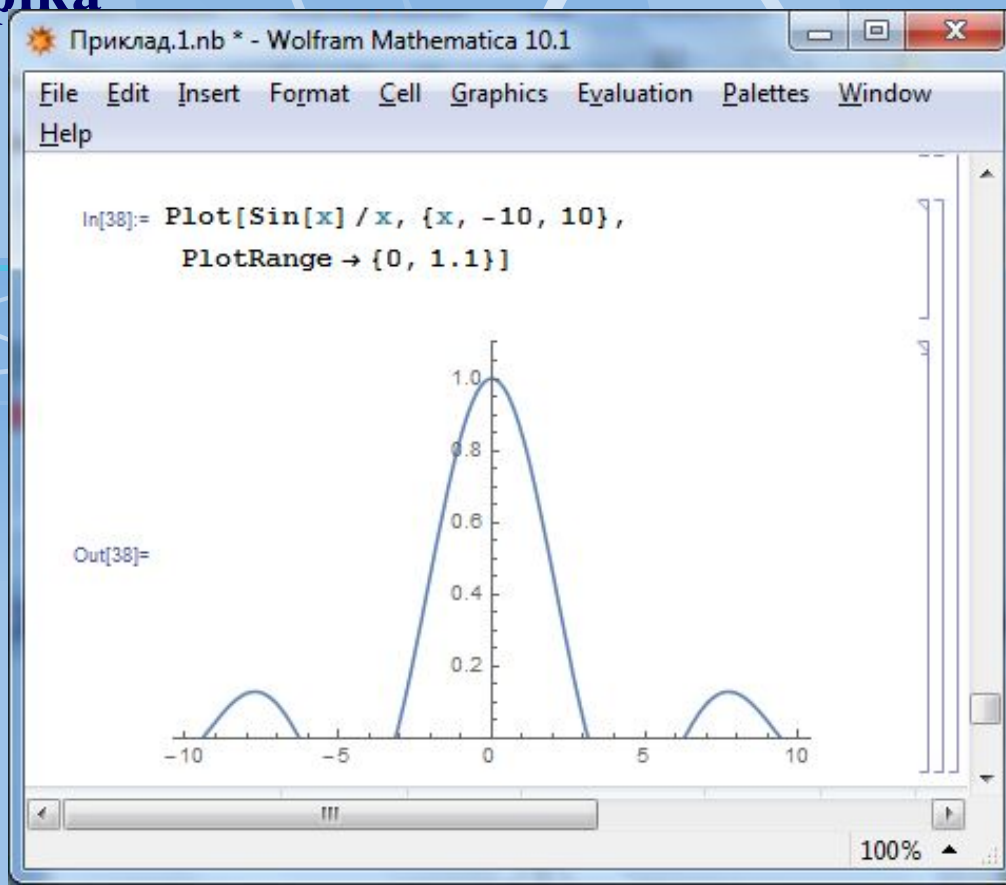 Приклад.1.nb * - Wolfram Mathematica 10.1
File Edit Insert Format Cell Graphics Evaluation Palettes Window
Help
In[38]:= Plot[Sin[x] / x, {x, -10, 10},
PlotRange → {0, 1.1}]
Out[38]=
1.0
0.8
0.6
0.4
0.2
-10 -5 0 5 10
100%